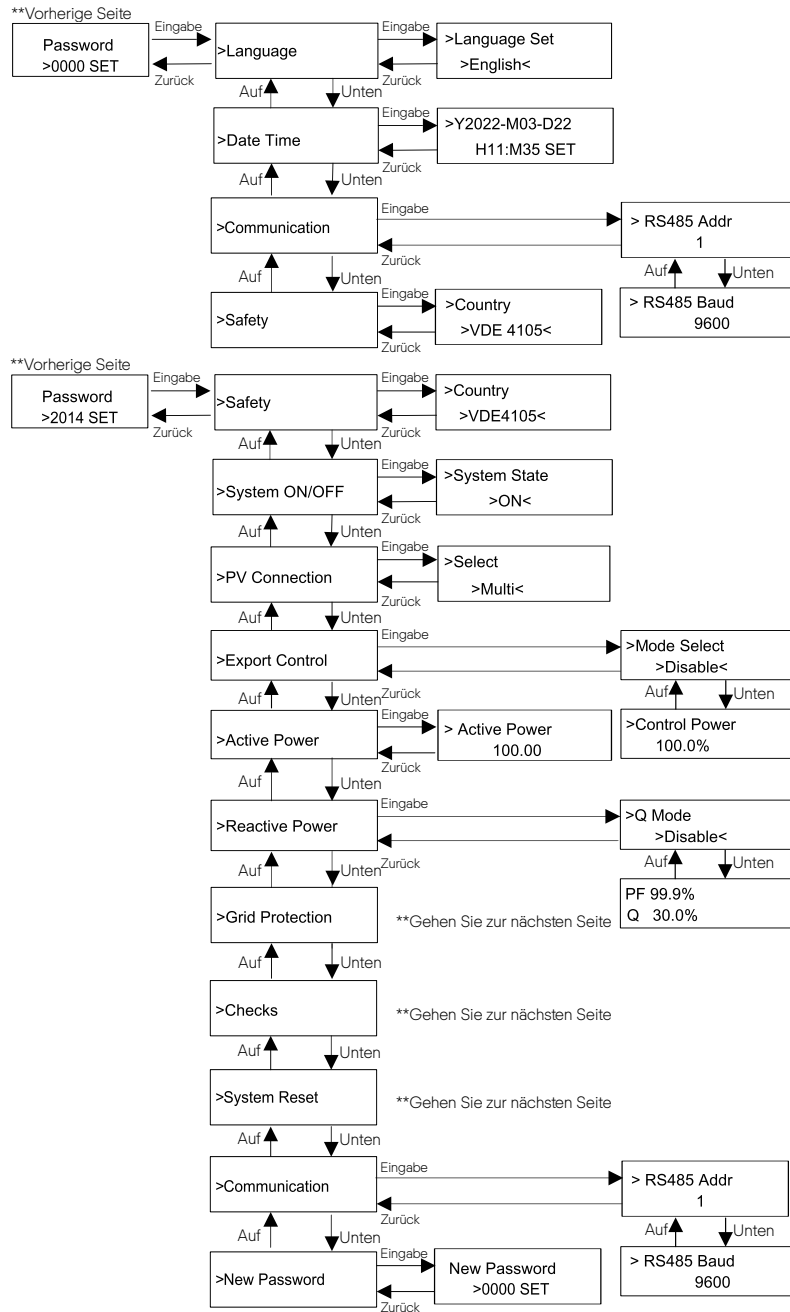 **Vorherige Seite
Password
>0000 SET
Eingabe
Zurück
>Language
Eingabe
Zurück
>Language Set
>English<
Auf
Unten
>Date Time
Eingabe
Zurück
>Y2022-M03-D22
H11:M35 SET
Auf
Unten
>Communication
Eingabe
Zurück
> RS485 Addr
1
Auf
Unten
> RS485 Baud
9600
Auf
Unten
>Safety
Eingabe
Zurück
>Country
>VDE 4105<
**Vorherige Seite
Password
>2014 SET
Eingabe
Zurück
>Safety
Eingabe
Zurück
>Country
>VDE4105<
Auf
Unten
>System ON/OFF
Eingabe
Zurück
>System State
>ON<
Auf
Unten
>PV Connection
Eingabe
Zurück
>Select
>Multi<
Auf
Unten
>Export Control
Eingabe
Zurück
>Mode Select
>Disable<
Auf
Unten
>Control Power
100.0%
Auf
Unten
>Active Power
Eingabe
Zurück
> Active Power
100.00
Auf
Unten
>Reactive Power
Eingabe
Zurück
>Q Mode
>Disable<
Auf
Unten
PF 99.9%
Q 30.0%
Auf
Unten
>Grid Protection
**Gehen Sie zur nächsten Seite
Auf
Unten
>Checks
**Gehen Sie zur nächsten Seite
Auf
Unten
>System Reset
**Gehen Sie zur nächsten Seite
Auf
Unten
>Communication
Eingabe
Zurück
> RS485 Addr
1
Auf
Unten
> RS485 Baud
9600
Auf
Unten
>New Password
Eingabe
Zurück
New Password
>0000 SET